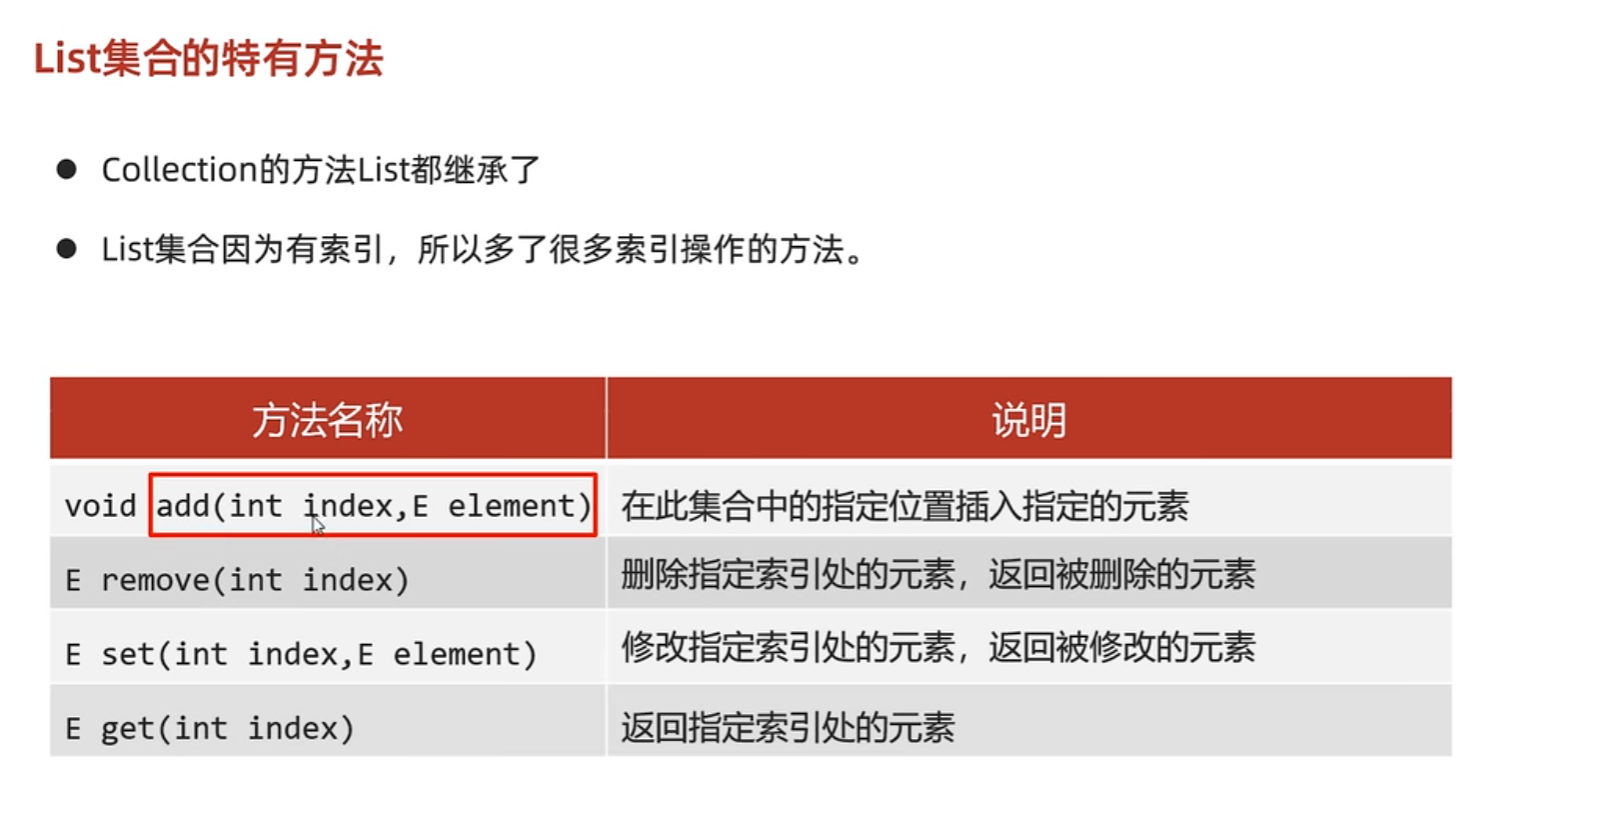 List集合的特有方法
Collection的方法List都继承了
List集合因为有索引，所以多了很多索引操作的方法。
方法名称 说明
void add(int index,E element) 在此集合中的指定位置插入指定的元素
E remove(int index) 删除指定索引处的元素，返回被删除的元素
E set(int index,E element) 修改指定索引处的元素，返回被修改的元素
E get(int index) 返回指定索引处的元素